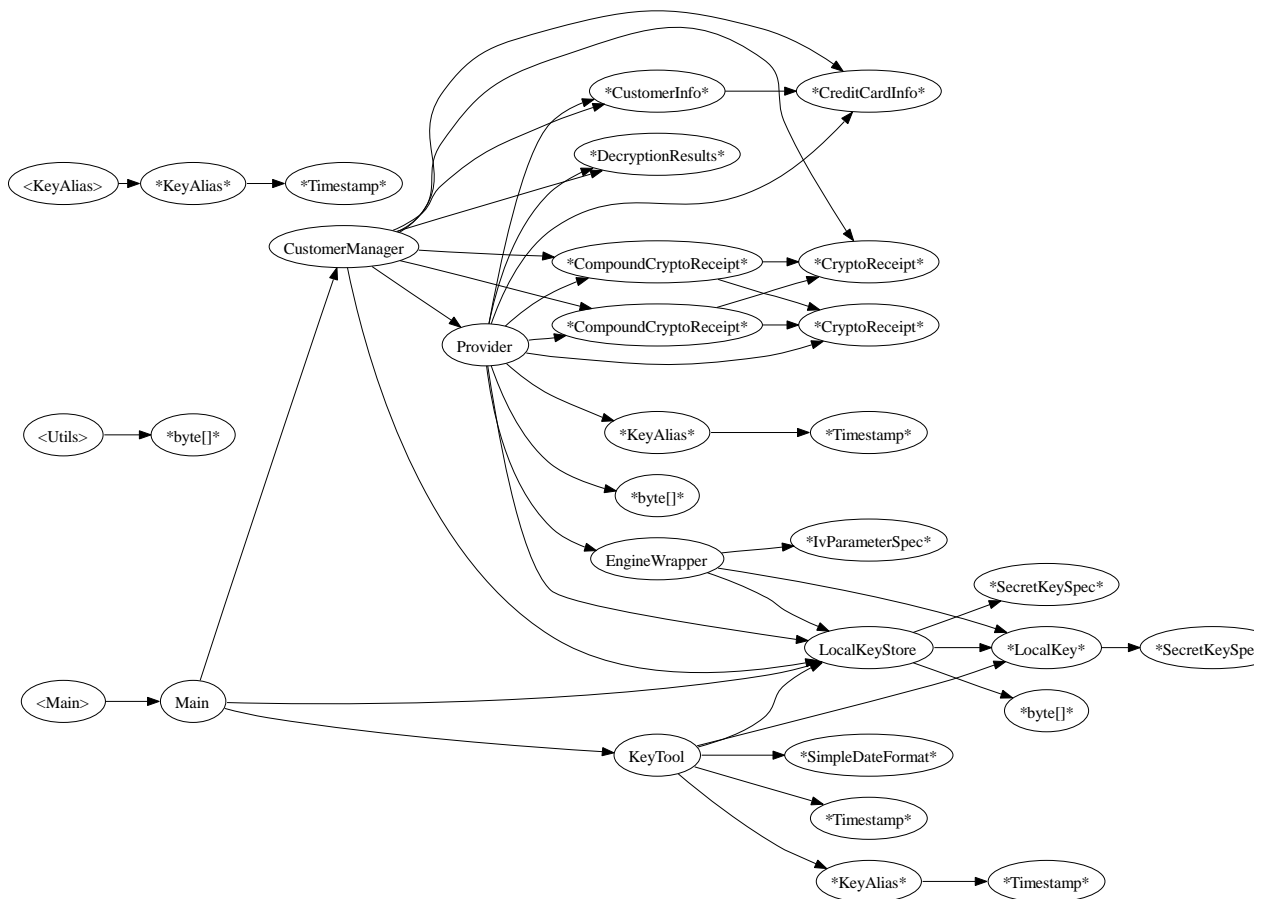 *CustomerInfo*
*CreditCardInfo*
*DecryptionResults*
<KeyAlias>
*KeyAlias*
*Timestamp*
CustomerManager
*CompoundCryptoReceipt*
*CryptoReceipt*
*CompoundCryptoReceipt*
*CryptoReceipt*
Provider
<Utils>
*byte[]*
*KeyAlias*
*Timestamp*
*byte[]*
*IvParameterSpec*
EngineWrapper
*SecretKeySpec*
LocalKeyStore
*LocalKey*
*SecretKeySpe
<Main>
Main
*byte[]*
KeyTool
*SimpleDateFormat*
*Timestamp*
*KeyAlias*
*Timestamp*